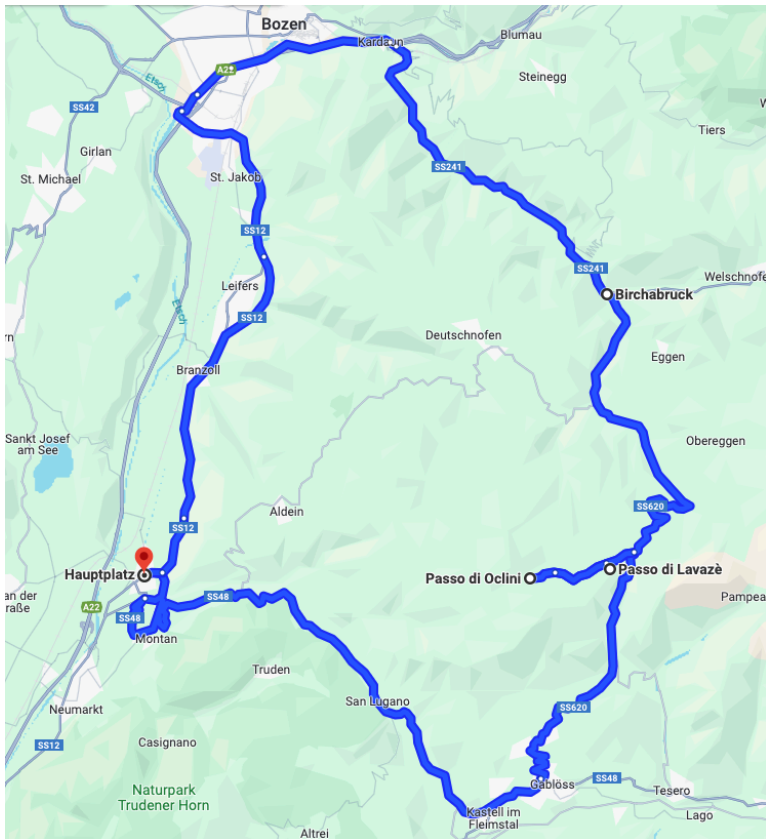 Bozen
Kardaun
Blumau
A22
Etsch
Steinegg
SS42
Girlan
Tiers
St. Michael
St. Jakob
SS241
SS12
SS241
Welschnofe
Leifers
Birchabruck
Etsch
SS12
Deutschnofen
Eggen
Branzoll
Sankt Josef
am See
Obereggen
SS620
Aldein
SS12
Hauptplatz
Passo di Oclini
Passo di Lavazè
an der
raße
A22
SS48
SS48
Pampea
Montan
Truden
San Lugano
Neumarkt
SS620
SS12
Casignano
Gablöss
SS48
Tesero
Naturpark
Trudener Horn
Kastell im
Fleimstal
Lago
Altrei